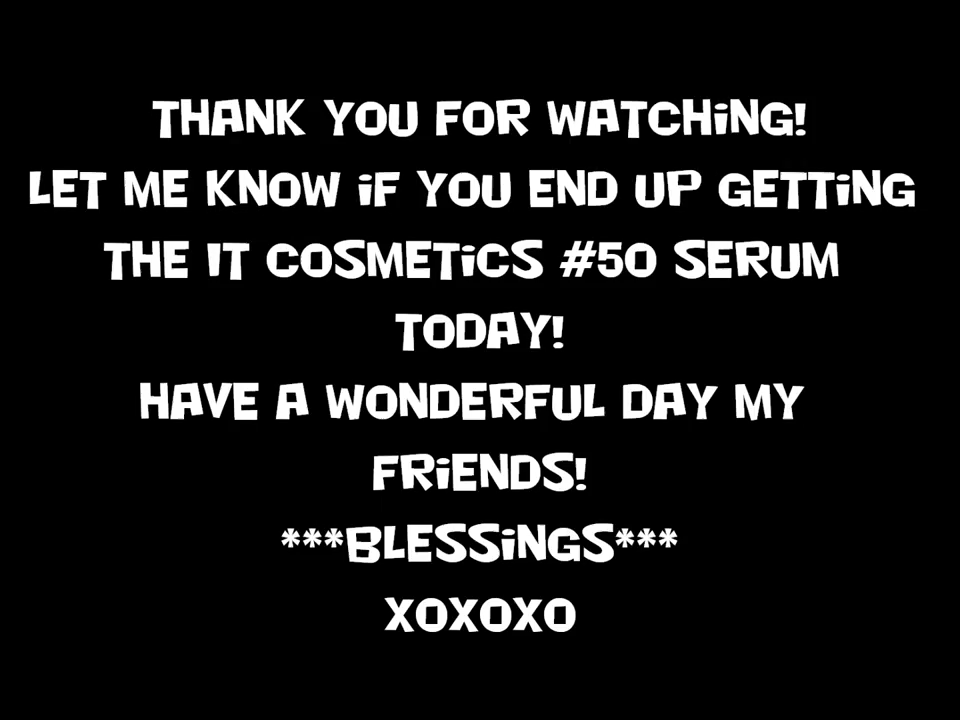 THANK YOU FOR WATCHiNG!
LET ME KNOW iF YOU END UP GETTiNG
THE IT COSMETiCS #50 SERUM
TODAY!
HAVE A WONDERFUL DAY MY
FRiENDS!
***BLESSiNGS***
XOXOXO